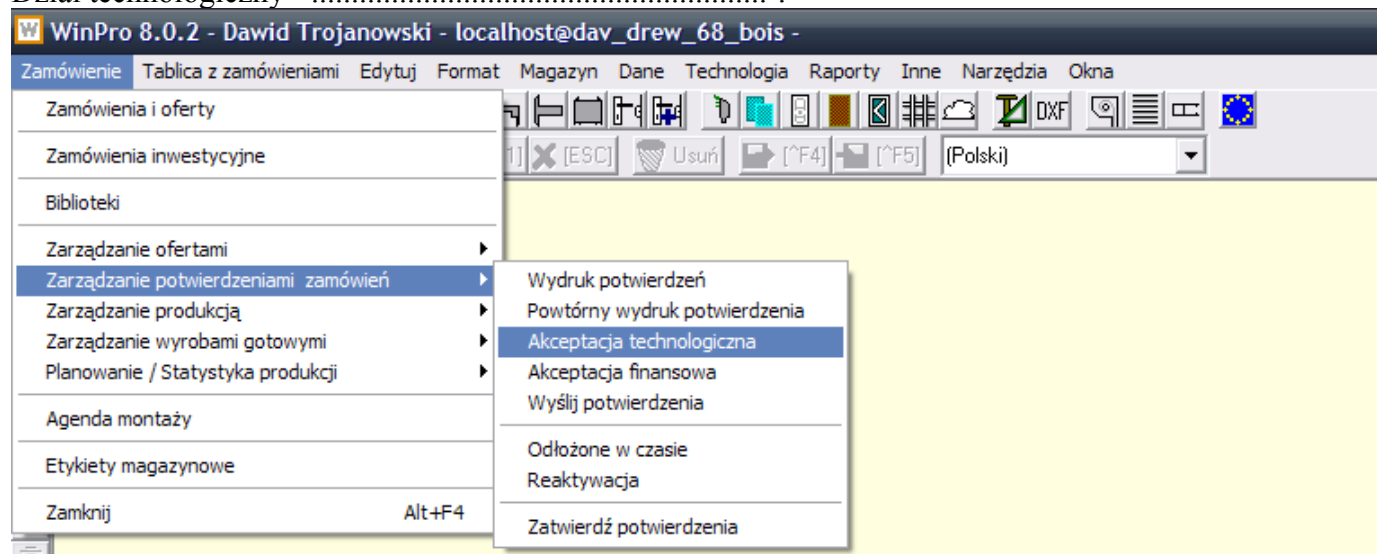 Dział technologiczny - ........................................................ .
WinPro 8.0.2 - Dawid Trojanowski - localhost@dav_drew_68_bois -
Zamówienie Tablica z zamówieniami Edytuj Format Magazyn Dane Technologia Raporty Inne Narzędzia Okna
DXF
1] [ESC] Usuń [^F4] [^F5] (Polski)
Zamówienia i oferty
Zamówienia inwestycyjne
Biblioteki
Zarządzanie ofertami
Zarządzanie potwierdzeniami zamówień
Zarządzanie produkcją
Zarządzanie wyrobami gotowymi
Planowanie / Statystyka produkcji
Agenda montaży
Etykiety magazynowe
Zamknij Alt+F4
Wydruk potwierdzeń
Powtórny wydruk potwierdzenia
Akceptacja technologiczna
Akceptacja finansowa
Wyślij potwierdzenia
Odłożone w czasie
Reaktywacja
Zatwierdź potwierdzenia